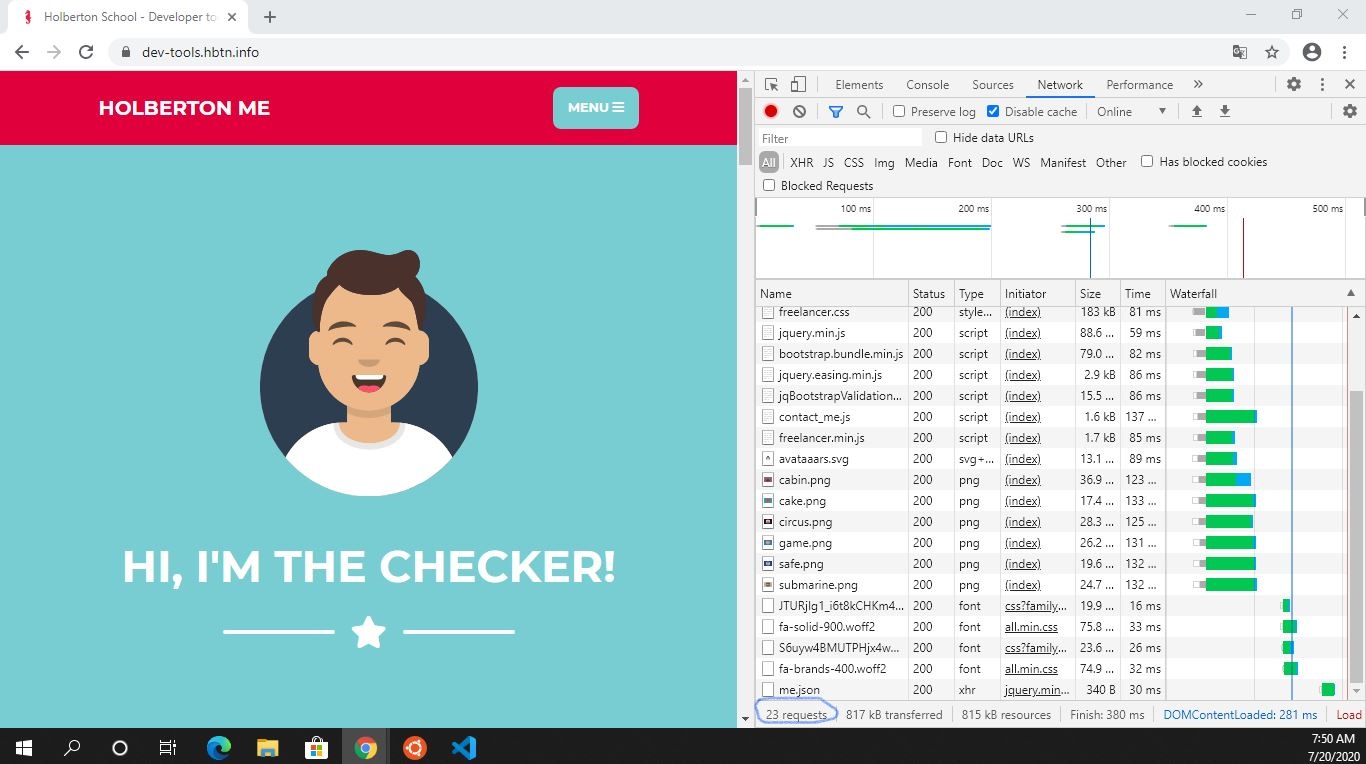 Holberton School - Developer to
dev-tools.hbtn.info
HOLBERTON ME
MENU
HI, I'M THE CHECKER!
Elements Console Sources Network Performance
Preserve log Disable cache Online
Filter Hide data URLs
All XHR JS CSS Img Media Font Doc WS Manifest Other Has blocked cookies
Blocked Requests
100 ms 200 ms 300 ms 400 ms 500 ms
Name Status Type Initiator Size Time Waterfall
freelancer.css 200 style... (index) 183 kB 81 ms
jquery.min.js 200 script (index) 88.6 ... 59 ms
bootstrap.bundle.min.js 200 script (index) 79.0 ... 82 ms
jquery.easing.min.js 200 script (index) 2.9 kB 86 ms
jqBootstrapValidation... 200 script (index) 15.5 ... 86 ms
contact_me.js 200 script (index) 1.6 kB 137 ...
freelancer.min.js 200 script (index) 1.7 kB 85 ms
avataaars.svg 200 svg+... (index) 13.1 ... 89 ms
cabin.png 200 png (index) 36.9 ... 123 ...
cake.png 200 png (index) 17.4 ... 133 ...
circus.png 200 png (index) 28.3 ... 125 ...
game.png 200 png (index) 26.2 ... 131 ...
safe.png 200 png (index) 19.6 ... 132 ...
submarine.png 200 png (index) 24.7 ... 132 ...
JTURjIg1_i6t8kCHKm4... 200 font css?family... 19.9 ... 16 ms
fa-solid-900.woff2 200 font all.min.css 75.8 ... 33 ms
S6uyw4BMUTPHjx4w... 200 font css?family... 23.6 ... 26 ms
fa-brands-400.woff2 200 font all.min.css 74.9 ... 32 ms
me.json 200 xhr jquery.min... 340 B 30 ms
23 requests 817 kB transferred 815 kB resources Finish: 380 ms DOMContentLoaded: 281 ms Load
7:50 AM
7/20/2020